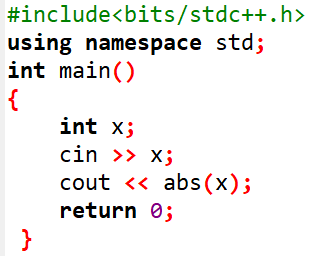 #include<bits/stdc++.h>
using namespace std;
int main()
{
    int x;
    cin >> x;
    cout << abs(x);
    return 0;
 }